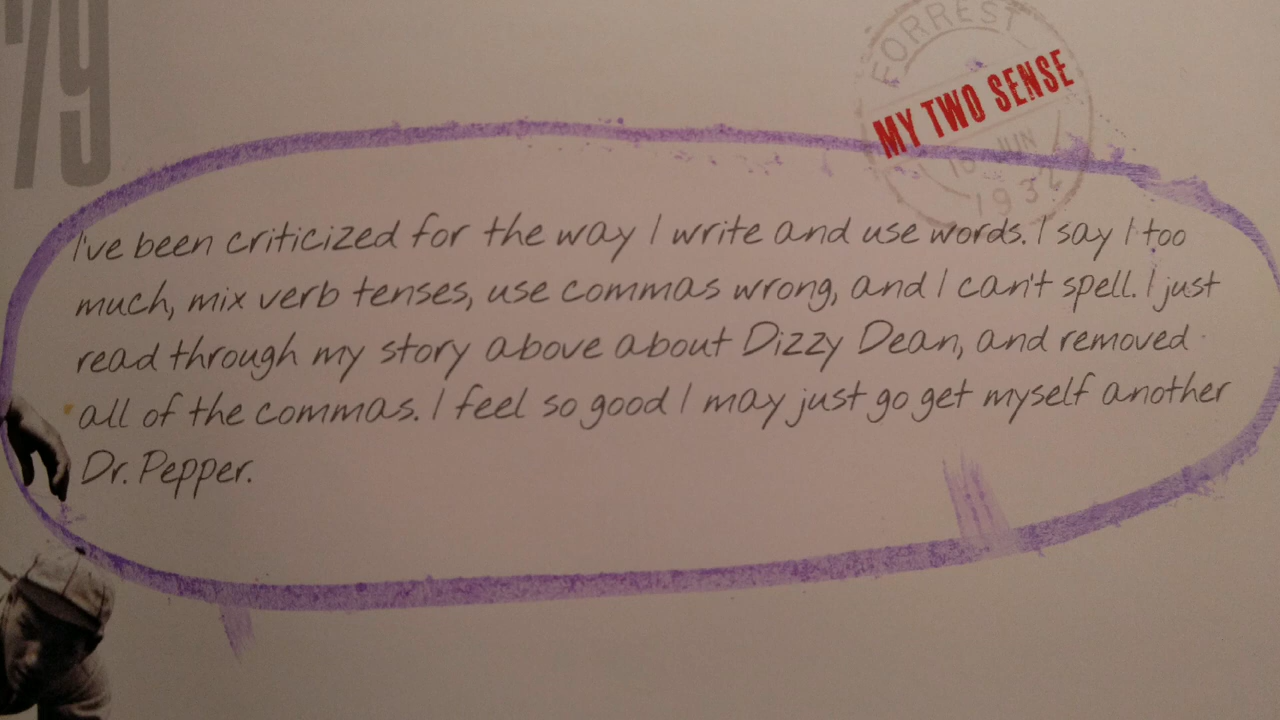 79
FORREST
MY TWO SENSE
JUN
I've been criticized for the way I write and use words. I say I too
much, mix verb tenses, use commas wrong, and I can't spell. I just
read through my story above about Dizzy Dean, and removed
all of the commas. I feel so good I may just go get myself another
Dr. Pepper.